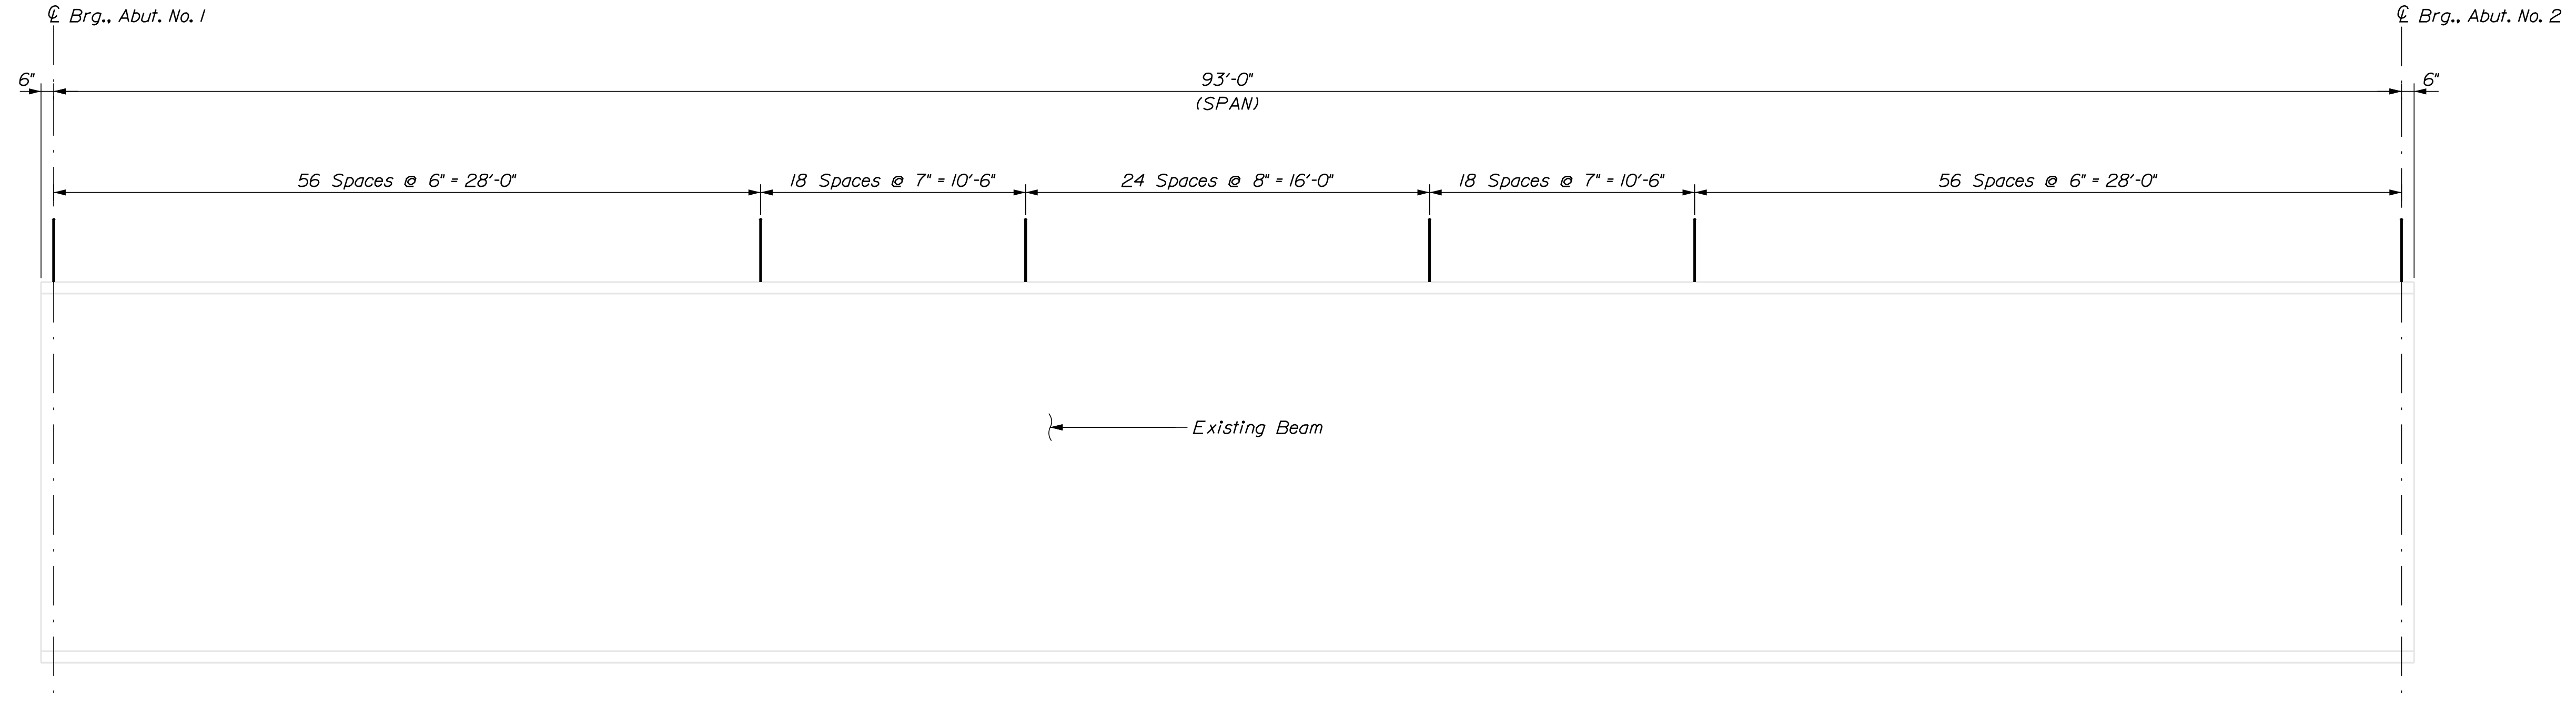 ℄ Brg., Abut. No. 1
℄ Brg., Abut. No. 2
6"
93'-0"
6"
(SPAN)
56 Spaces @ 6" = 28'-0"
18 Spaces @ 7" = 10'-6"
24 Spaces @ 8" = 16'-0"
18 Spaces @ 7" = 10'-6"
56 Spaces @ 6" = 28'-0"
Existing Beam